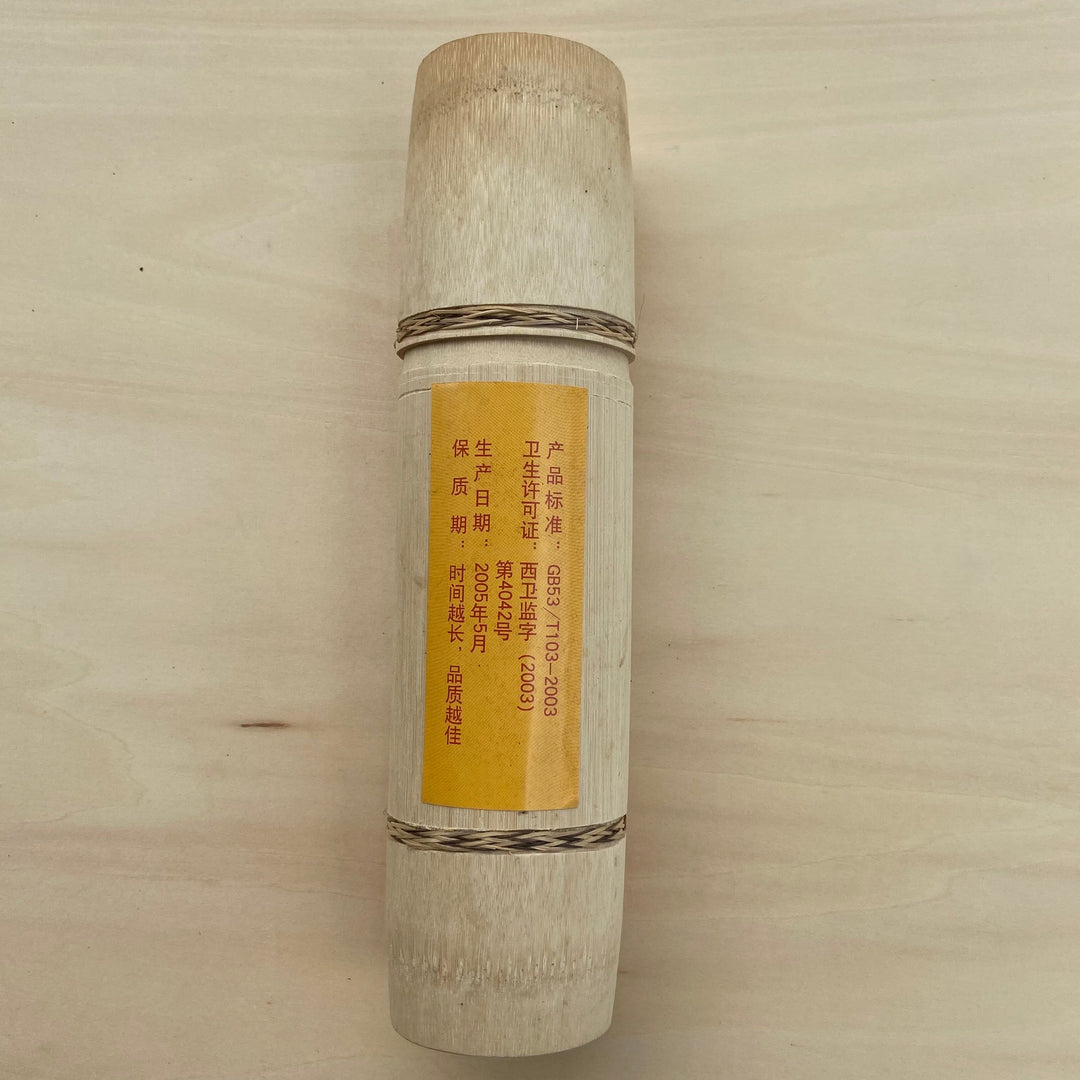 产品标准：GB53/T103—2003
卫生许可证：西卫监字(2003)
第4042号
生产日期：2005年5月
保质期：时间越长，品质越佳